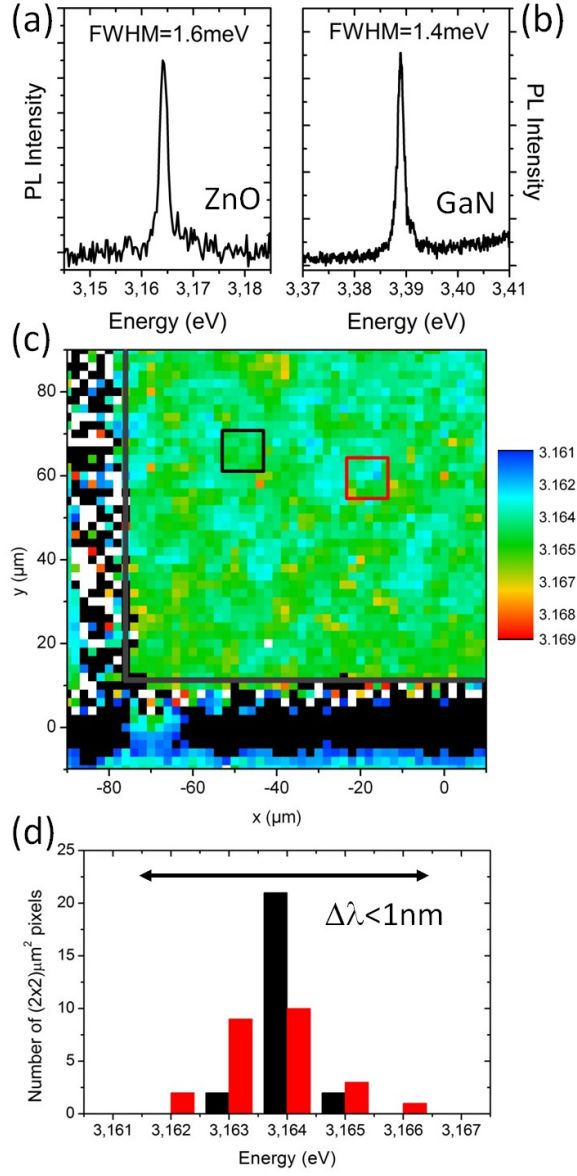 (a)
FWHM=1.6meV
PL Intensity
ZnO
3,15 3,16 3,17 3,18
Energy (eV)
(b)
FWHM=1.4meV
PL Intensity
GaN
3,37 3,38 3,39 3,40 3,41
Energy (eV)
(c)
80
60
40
20
0
y (µm)
-80 -60 -40 -20 0
x (µm)
3.161
3.162
3.163
3.165
3.166
3.167
3.168
3.169
(d)
25
20
15
10
5
0
Number of (2x2)µm² pixels
Δλ<1nm
3,161 3,162 3,163 3,164 3,165 3,166 3,167
Energy (eV)